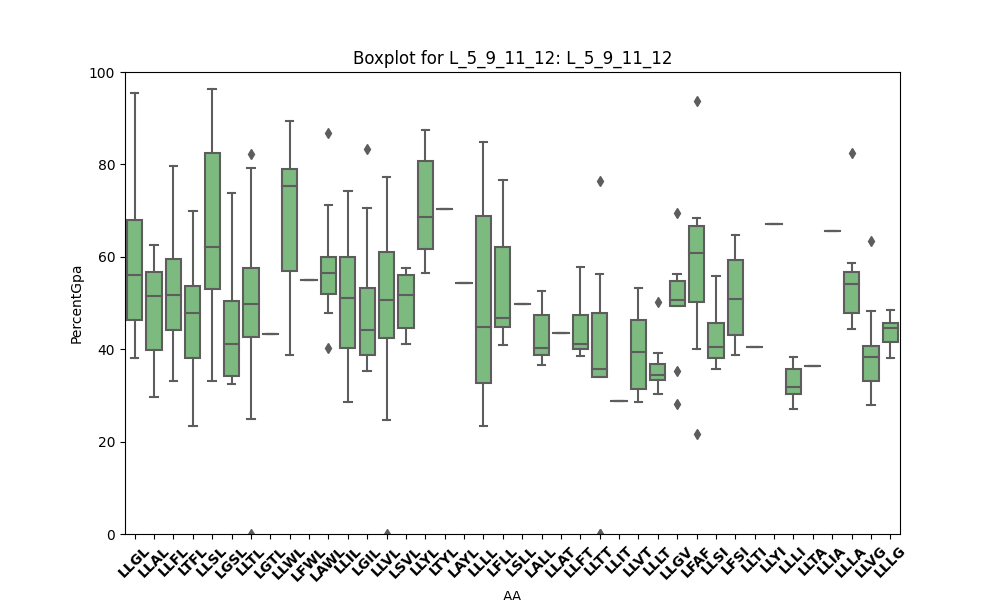 Boxplot for L_5_9_11_12: L_5_9_11_12
PercentGpa
100
80
60
40
20
0
LLGL LLAL LLFL LTFL LLSL LGSL LLTL LGTL LLWL LFWL LAWL LLIL LGIL LLVL LSVL LLYL LTYL LAYL LLLL LFLL LSLL LALL LLAT LLFT LLTT LLIT LLVT LLLT LLGV LFAF LLSI LFSI LLTI LLYI LLLI LLTA LLIA LLLA LLVG LLLG
AA